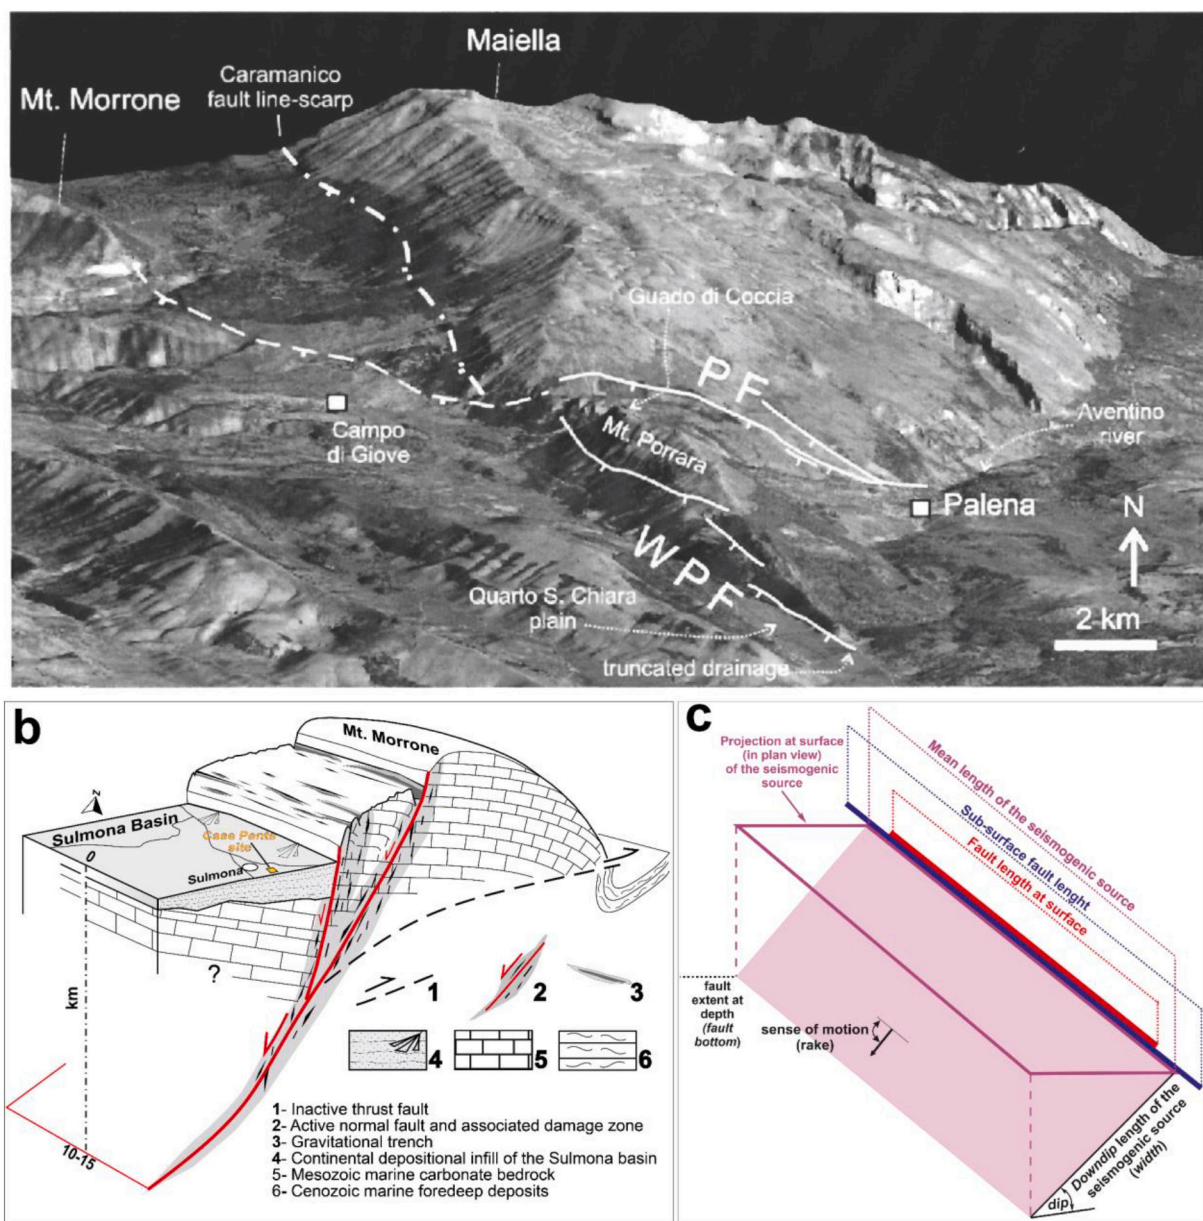 Maiella
Caramanico
fault line-scarp
Mt. Morrone
Guado di Coccia
PF
Mt. Porrara
Aventino
river
Campo
di Giove
Palena
N
WPF
Quarto S. Chiara
plain
2 km
truncated drainage
b
Mt. Morrone
z
Sulmona Basin
Case Pente
site
0
Sulmona
?
km
1
2
3
4
5
6
10-15
1- Inactive thrust fault
2- Active normal fault and associated damage zone
3- Gravitational trench
4- Continental depositional infill of the Sulmona basin
5- Mesozoic marine carbonate bedrock
6- Cenozoic marine foredeep deposits
c
Projection at surface
(in plan view)
of the seismogenic
source
Mean length of the seismogenic source
Sub-surface fault lenght
Fault length at surface
fault
extent at
depth
(fault
bottom)
sense of motion
(rake)
Downdip length of the
seismogenic source
(width)
dip